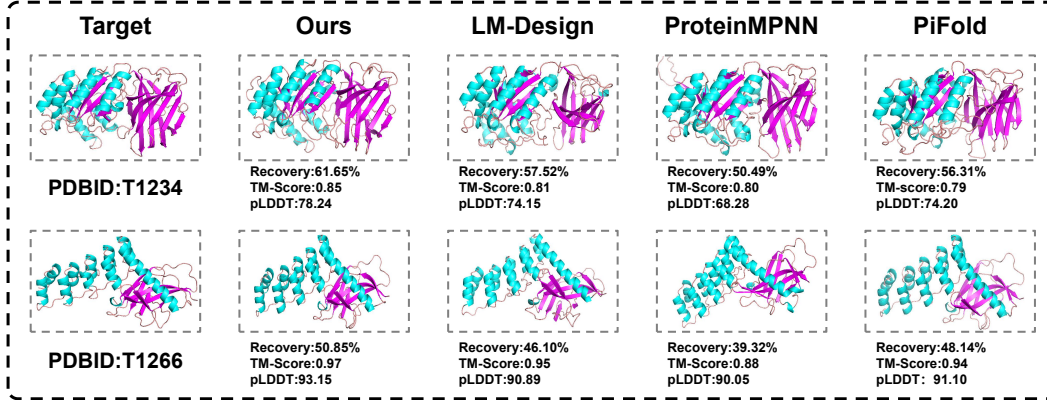 Target
Ours
LM-Design
ProteinMPNN
PiFold
PDBID:T1234
Recovery:61.65%
TM-Score:0.85
pLDDT:78.24
Recovery:57.52%
TM-Score:0.81
pLDDT:74.15
Recovery:50.49%
TM-Score:0.80
pLDDT:68.28
Recovery:56.31%
TM-score:0.79
pLDDT:74.20
PDBID:T1266
Recovery:50.85%
TM-Score:0.97
pLDDT:93.15
Recovery:46.10%
TM-Score:0.95
pLDDT:90.89
Recovery:39.32%
TM-Score:0.88
pLDDT:90.05
Recovery:48.14%
TM-Score:0.94
pLDDT: 91.10